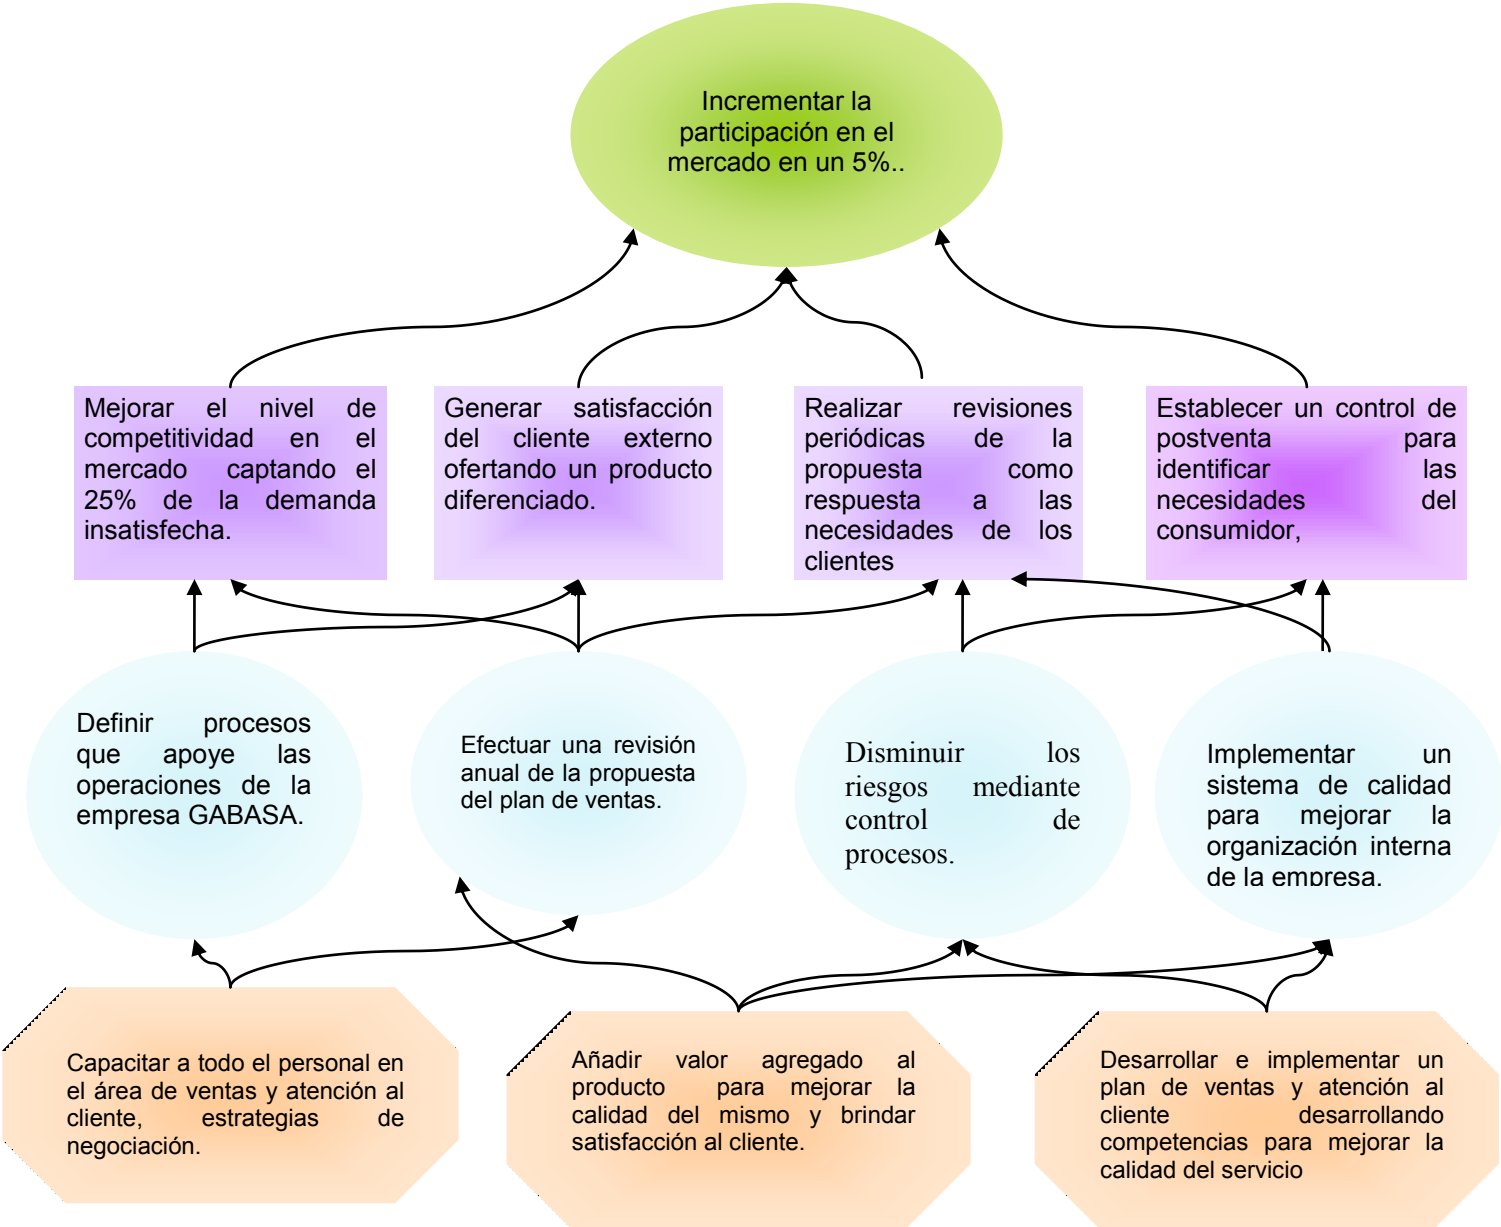 Incrementar la
participación en el
mercado en un 5%..
Mejorar el nivel de
competitividad en el
mercado captando el
25% de la demanda
insatisfecha.
Generar satisfacción
del cliente externo
ofertando un producto
diferenciado.
Realizar revisiones
periódicas de la
propuesta como
respuesta a las
necesidades de los
clientes
Establecer un control de
postventa para
identificar las
necesidades del
consumidor,
Definir procesos
que apoye las
operaciones de la
empresa GABASA.
Efectuar una revisión
anual de la propuesta
del plan de ventas.
Disminuir los
riesgos mediante
control de
procesos.
Implementar un
sistema de calidad
para mejorar la
organización interna
de la empresa.
Capacitar a todo el personal en
el área de ventas y atención al
cliente, estrategias de
negociación.
Añadir valor agregado al
producto para mejorar la
calidad del mismo y brindar
satisfacción al cliente.
Desarrollar e implementar un
plan de ventas y atención al
cliente desarrollando
competencias para mejorar la
calidad del servicio